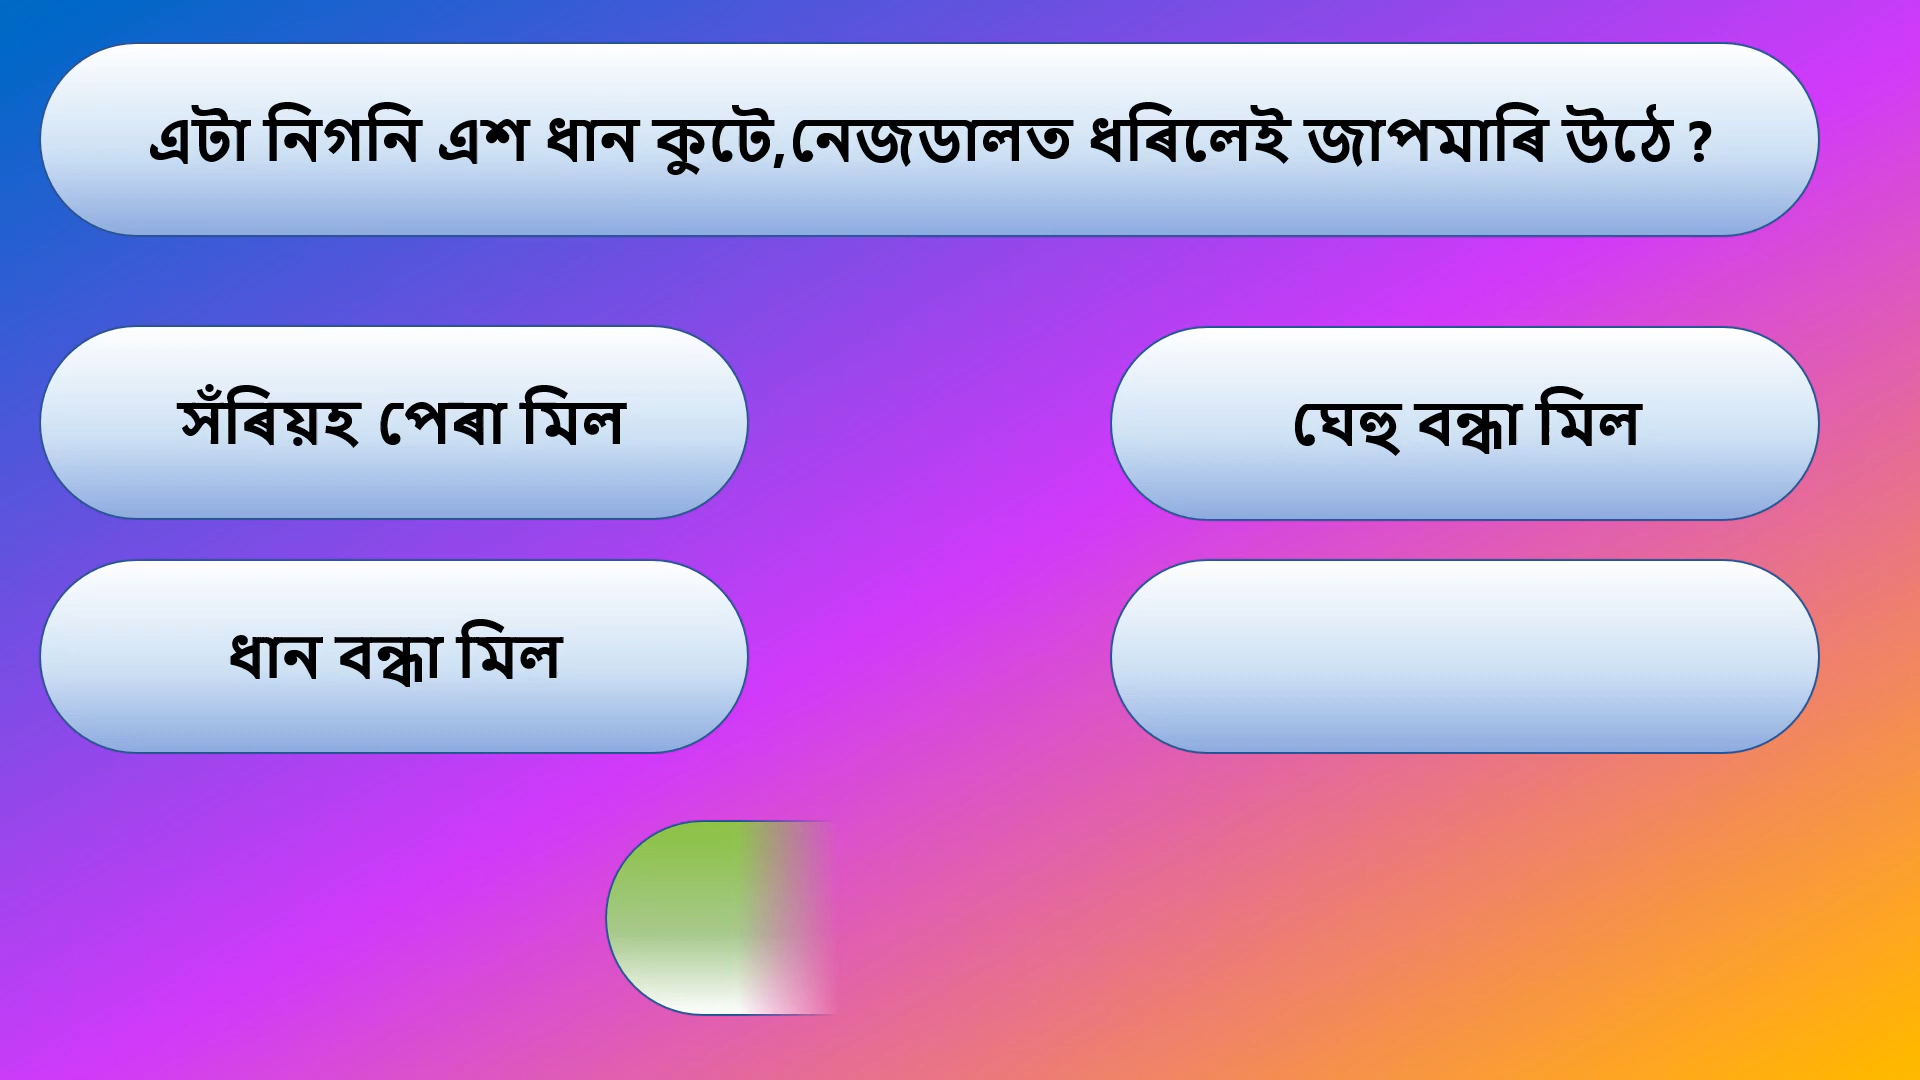 এটা নিগনি এশ ধান কুটে,নেজডালত ধৰিলেই জাপমাৰি উঠে ?
সঁৰিয়হ পেৰা মিল
ঘেহু বন্ধা মিল
ধান বন্ধা মিল